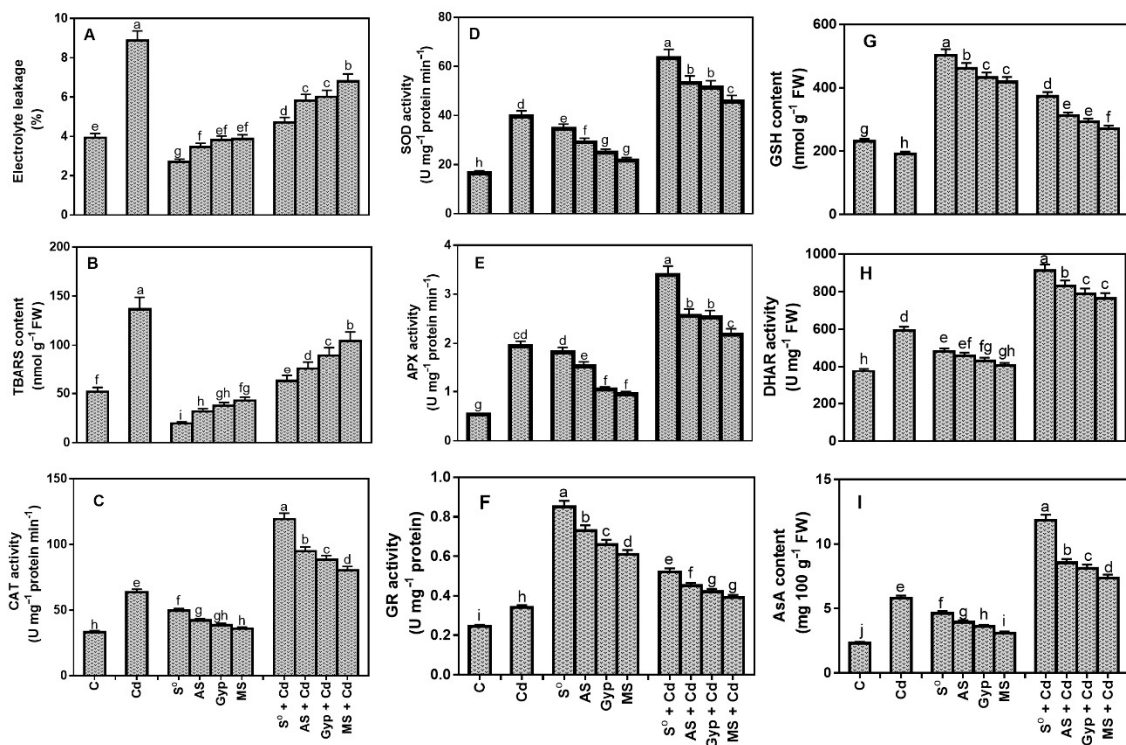 A
Electrolyte leakage
(%)
10
8
6
4
2
0
e
a
g
f
ef
ef
d
c
c
b
B
TBARS content
(nmol g⁻¹ FW)
200
150
100
50
0
f
a
i
h
gh
fg
e
d
c
b
C
CAT activity
(U mg⁻¹ protein min⁻¹)
150
100
50
0
h
e
f
g
gh
h
a
b
c
d
C
Cd
S⁰
AS
Gyp
MS
S⁰ + Cd
AS + Cd
Gyp + Cd
MS + Cd
D
SOD activity
(U mg⁻¹ protein min⁻¹)
80
60
40
20
0
h
d
e
f
g
g
a
b
b
c
E
APX activity
(U mg⁻¹ protein min⁻¹)
4
3
2
1
0
g
cd
d
e
f
f
a
b
b
c
F
GR activity
(U mg⁻¹ protein)
1.0
0.8
0.6
0.4
0.2
0.0
i
h
a
b
c
d
e
f
g
g
C
Cd
S⁰
AS
Gyp
MS
S⁰ + Cd
AS + Cd
Gyp + Cd
MS + Cd
G
GSH content
(nmol g⁻¹ FW)
600
400
200
0
g
h
a
b
c
c
d
e
e
f
H
DHAR activity
(U mg⁻¹ FW)
1000
800
600
400
0
h
d
e
ef
fg
gh
a
b
c
c
I
AsA content
(mg 100 g⁻¹ FW)
15
10
5
0
j
e
f
g
h
i
a
b
c
d
C
Cd
S⁰
AS
Gyp
MS
S⁰ + Cd
AS + Cd
Gyp + Cd
MS + Cd